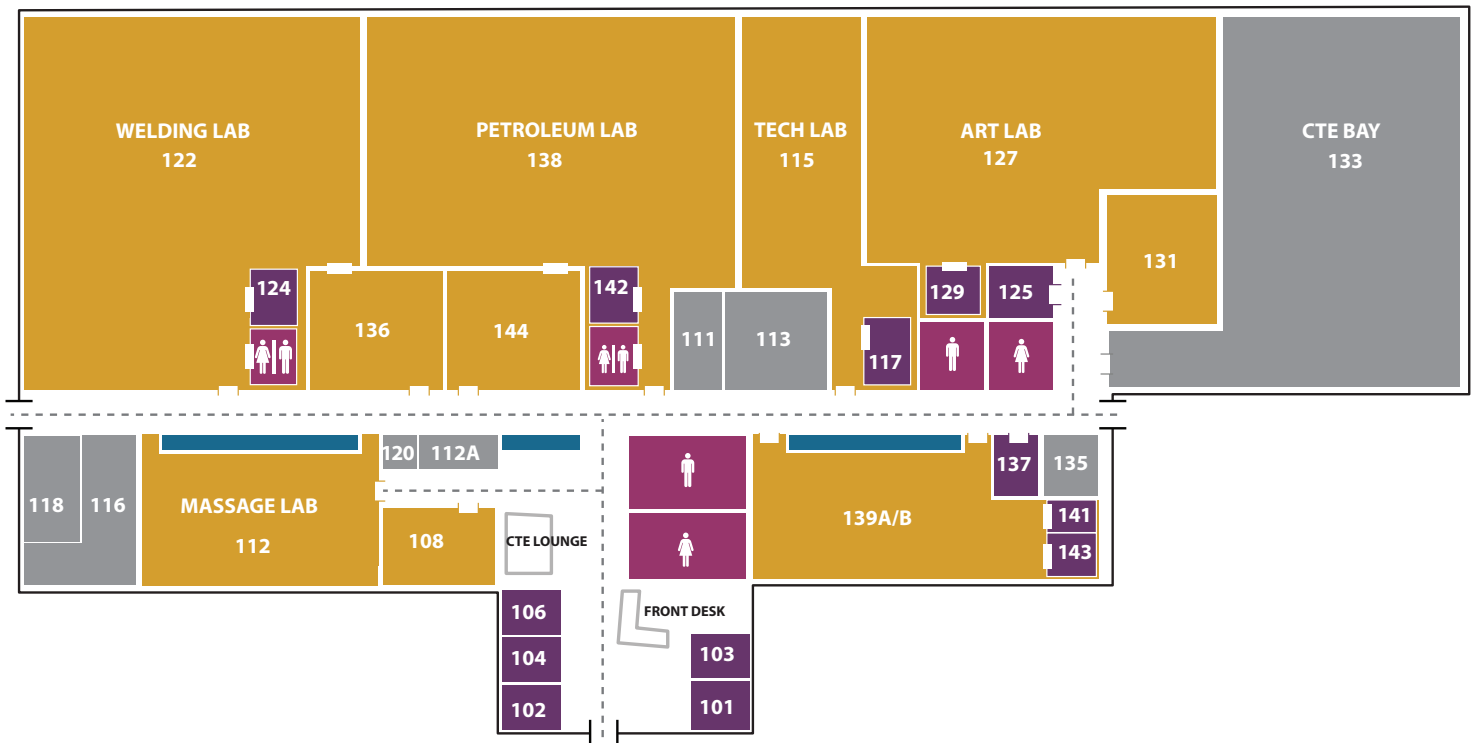 WELDING LAB
122
PETROLEUM LAB
138
TECH LAB
115
ART LAB
127
CTE BAY
133
131
124
136
144
142
111
113
117
129
125
118
116
MASSAGE LAB
112
120
112A
108
CTE LOUNGE
139A/B
137
135
141
143
106
104
102
FRONT DESK
103
101